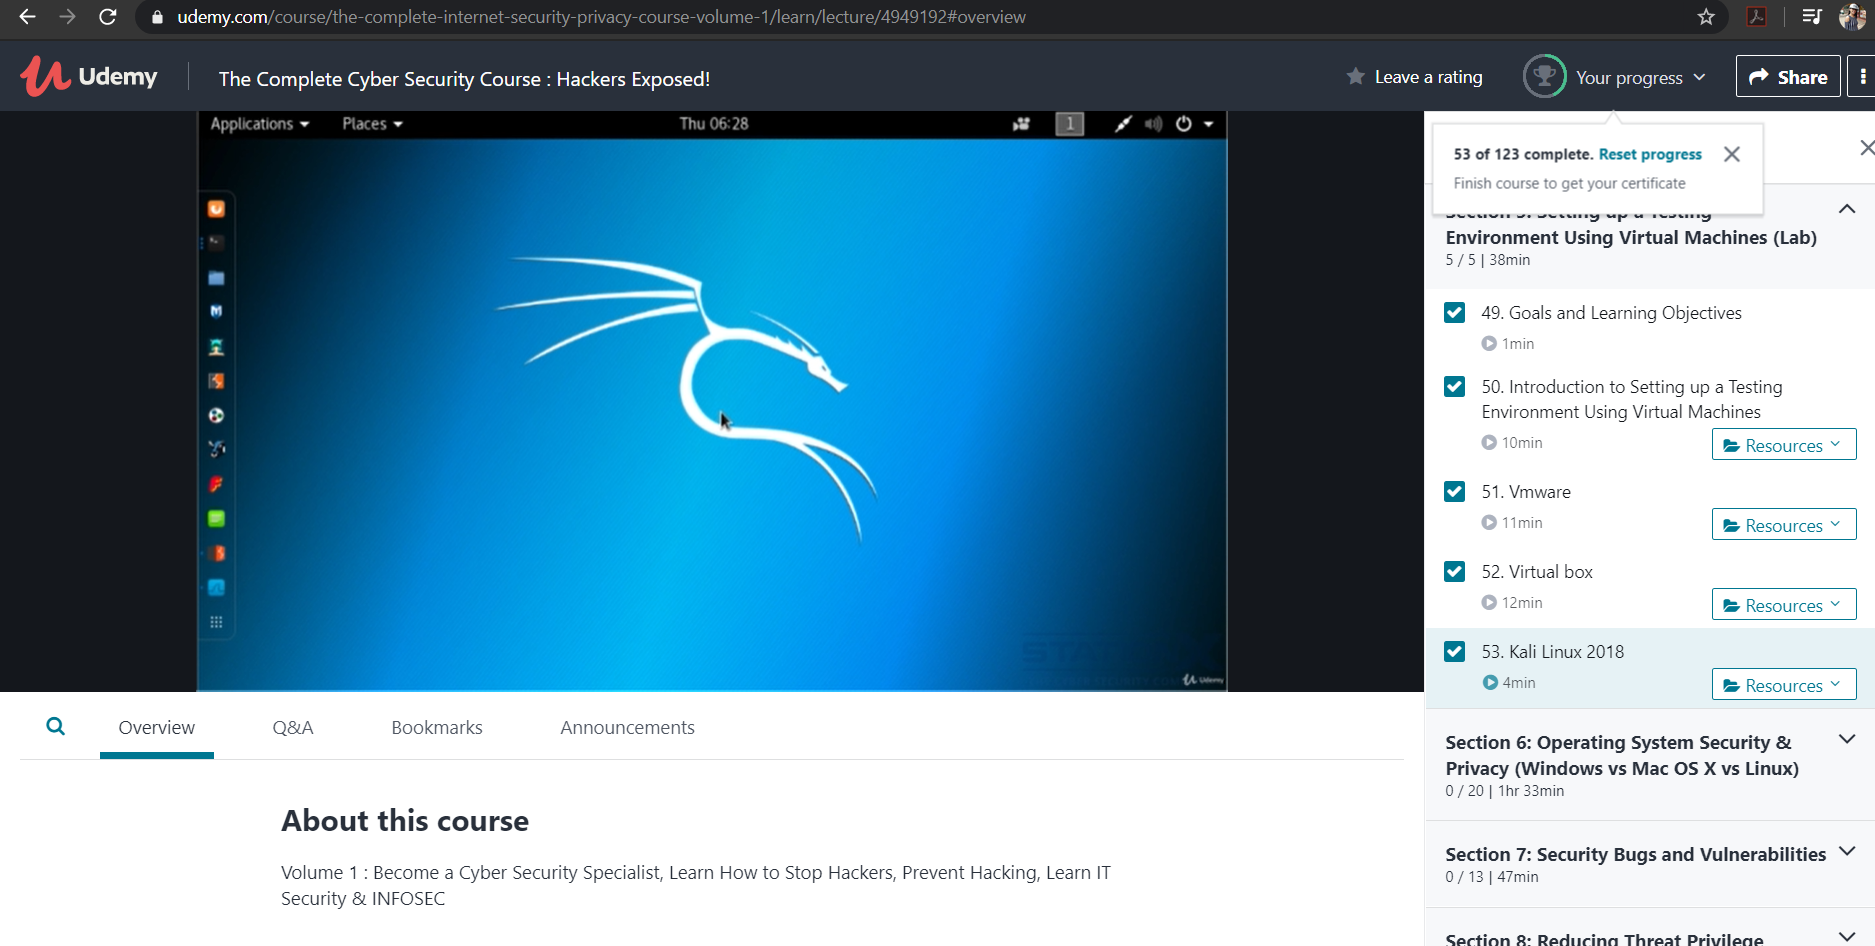 udemy.com/course/the-complete-internet-security-privacy-course-volume-1/learn/lecture/4949192#overview
Udemy
The Complete Cyber Security Course : Hackers Exposed!
Leave a rating
Your progress
Share
Applications
Places
Thu 06:28
1
Udemy
53 of 123 complete. Reset progress
Finish course to get your certificate
Section 5: Setting up a Testing
Environment Using Virtual Machines (Lab)
5 / 5 | 38min
49. Goals and Learning Objectives
1min
50. Introduction to Setting up a Testing
Environment Using Virtual Machines
10min
Resources
51. Vmware
11min
Resources
52. Virtual box
12min
Resources
53. Kali Linux 2018
4min
Resources
Section 6: Operating System Security &
Privacy (Windows vs Mac OS X vs Linux)
0 / 20 | 1hr 33min
Section 7: Security Bugs and Vulnerabilities
0 / 13 | 47min
Section 8: Reducing Threat Privilege
Overview
Q&A
Bookmarks
Announcements
About this course
Volume 1 : Become a Cyber Security Specialist, Learn How to Stop Hackers, Prevent Hacking, Learn IT
Security & INFOSEC